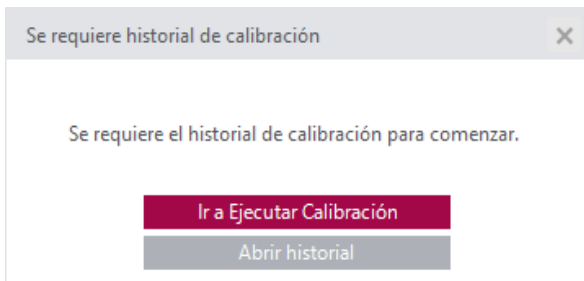 Se requiere historial de calibración
Se requiere el historial de calibración para comenzar.
Ir a Ejecutar Calibración
Abrir historial